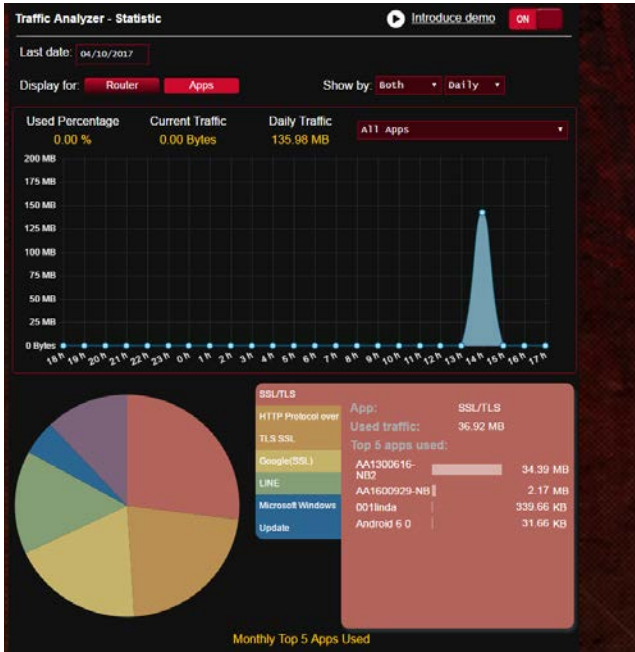 Traffic Analyzer - Statistic
Introduce demo
ON
Last date: 04/10/2017
Display for: Router Apps
Show by: Both Daily
Used Percentage Current Traffic Daily Traffic
0.00 % 0.00 Bytes 135.98 MB
All Apps
200 MB
175 MB
150 MB
125 MB
100 MB
75 MB
50 MB
25 MB
0 Bytes
18 h 19 h 20 h 21 h 22 h 23 h 0 h 1 h 2 h 3 h 4 h 5 h 6 h 7 h 8 h 9 h 10 h 11 h 12 h 13 h 14 h 15 h 16 h 17 h
SSL/TLS
HTTP Protocol over
TLS SSL
Google(SSL)
LINE
Microsoft Windows
Update
App: SSL/TLS
Used traffic: 36.92 MB
Top 5 apps used:
AA1300616-
NB2 34.39 MB
AA1600929-NB 2.17 MB
001linda 339.66 KB
Android 6 0 31.66 KB
Monthly Top 5 Apps Used